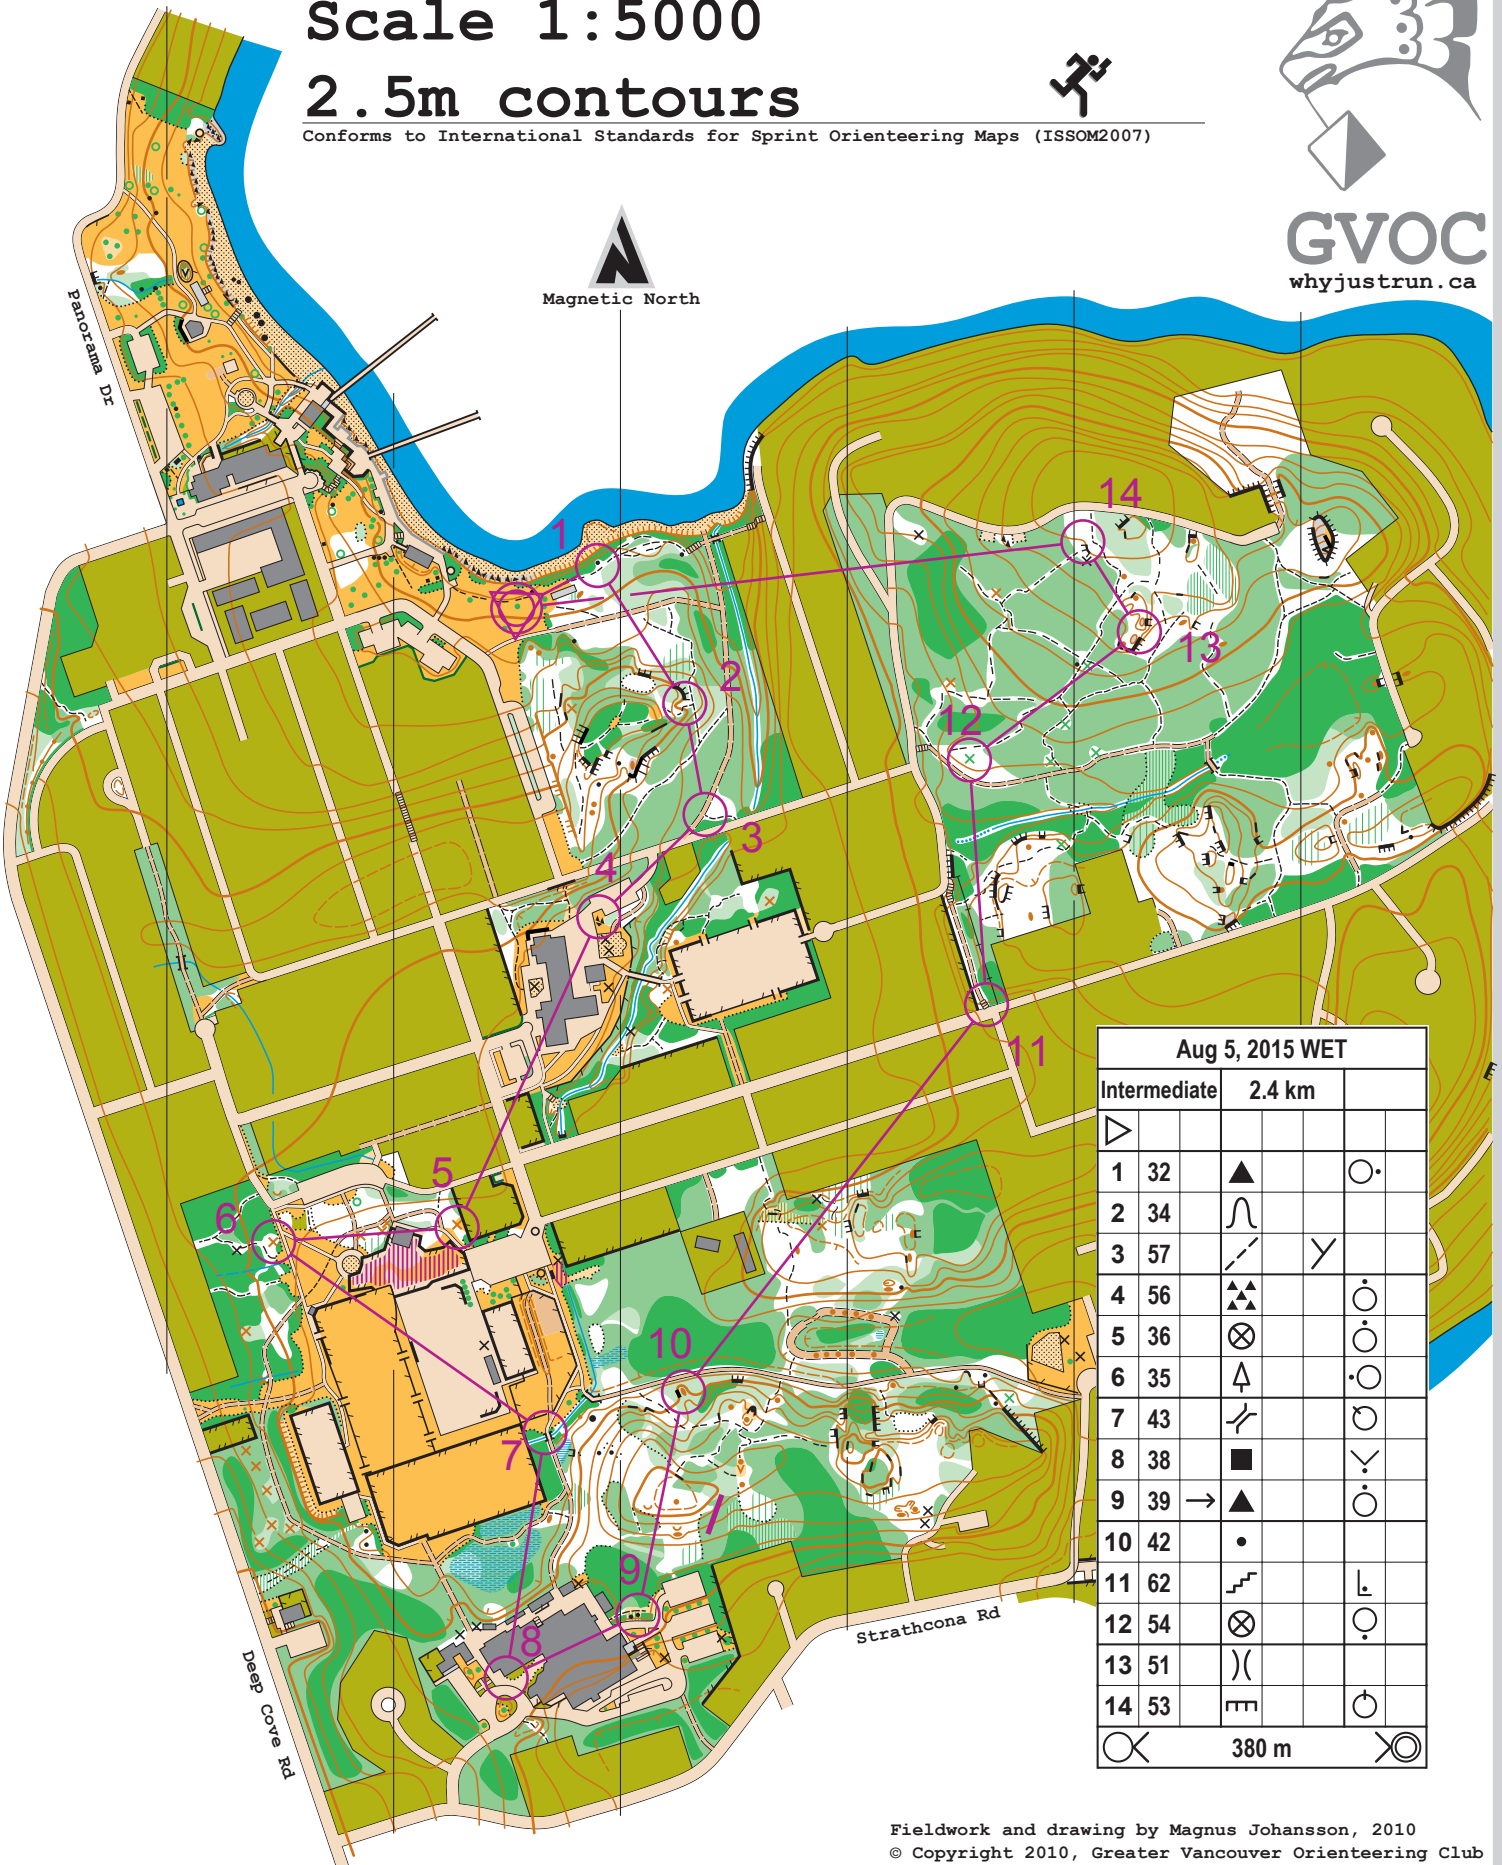 Scale 1:5000
2.5m contours
Conforms to International Standards for Sprint Orienteering Maps (ISSOM2007)
GVOC
whyjustrun.ca
N
Magnetic North
Panorama Dr
1
2
3
4
5
6
7
8
9
10
11
12
13
14
Aug 5, 2015 WET
Intermediate 2.4 km
1 32
2 34
3 57
4 56
5 36
6 35
7 43
8 38
9 39
10 42
11 62
12 54
13 51
14 53
380 m
Strathcona Rd
Deep Cove Rd
Fieldwork and drawing by Magnus Johansson, 2010
© Copyright 2010, Greater Vancouver Orienteering Club